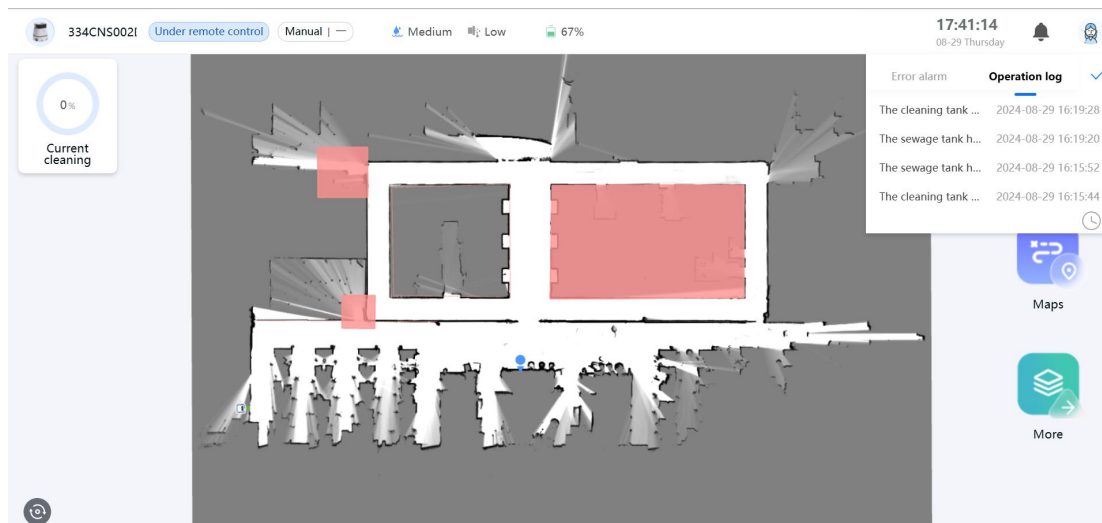 334CNS002I
Under remote control
Manual | —
Medium
Low
67%
17:41:14
08-29 Thursday
0 %
Current
cleaning
Error alarm
Operation log
The cleaning tank ... 2024-08-29 16:19:28
The sewage tank h... 2024-08-29 16:19:20
The sewage tank h... 2024-08-29 16:15:52
The cleaning tank ... 2024-08-29 16:15:44
Maps
More